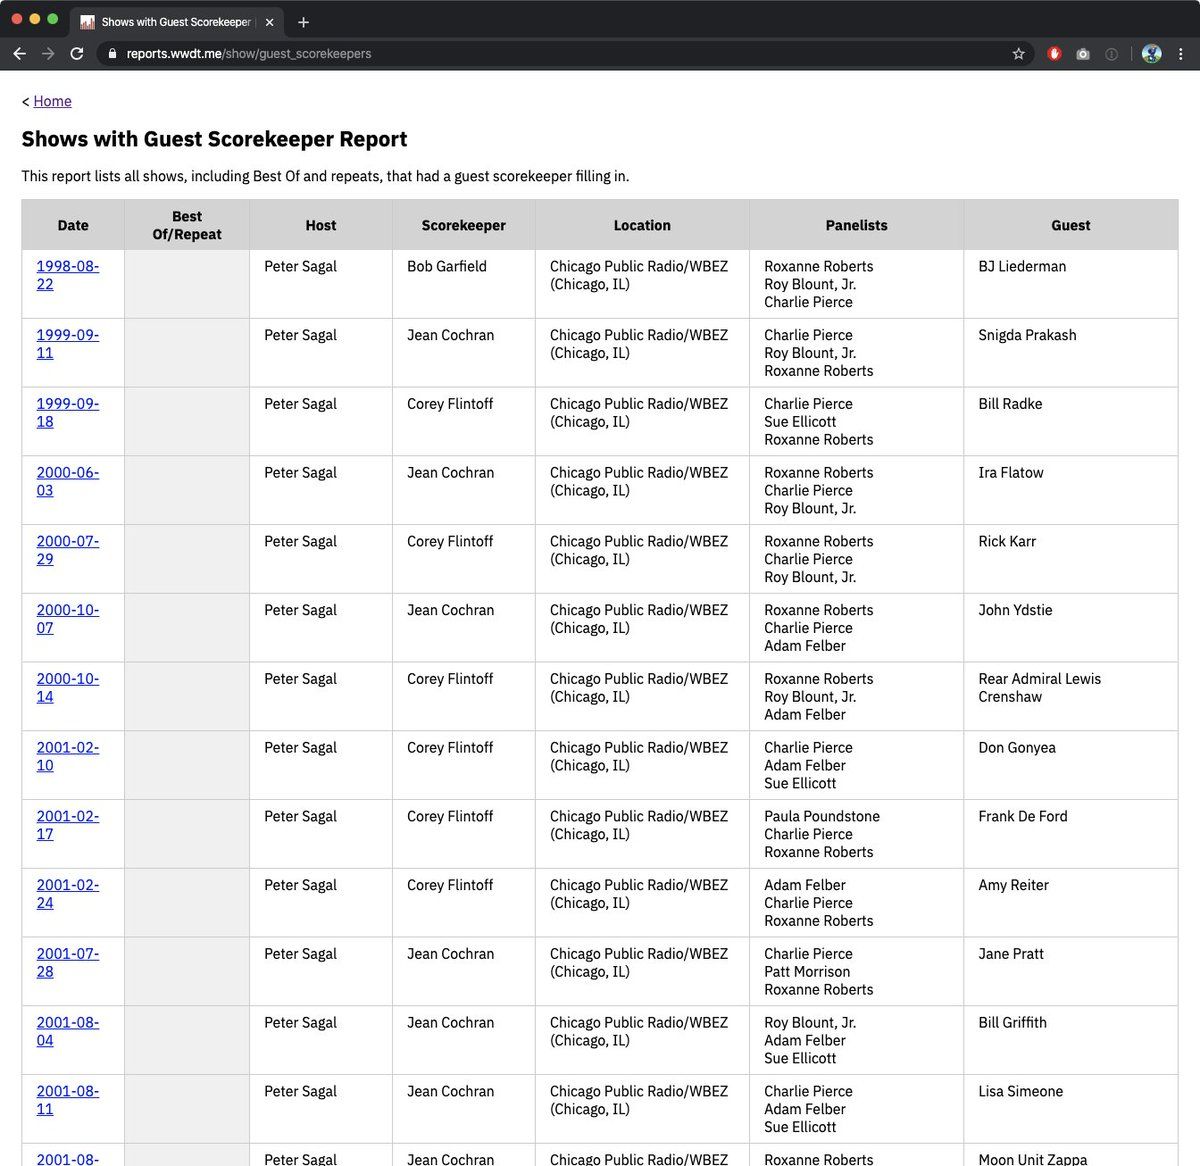 Shows with Guest Scorekeeper
reports.wwdt.me/show/guest_scorekeepers
< Home
Shows with Guest Scorekeeper Report
This report lists all shows, including Best Of and repeats, that had a guest scorekeeper filling in.
Date Best Of/Repeat Host Scorekeeper Location Panelists Guest
1998-08- Peter Sagal Bob Garfield Chicago Public Radio/WBEZ Roxanne Roberts BJ Liederman
22 (Chicago, IL) Roy Blount, Jr.
Charlie Pierce
1999-09- Peter Sagal Jean Cochran Chicago Public Radio/WBEZ Charlie Pierce Snigda Prakash
11 (Chicago, IL) Roy Blount, Jr.
Roxanne Roberts
1999-09- Peter Sagal Corey Flintoff Chicago Public Radio/WBEZ Charlie Pierce Bill Radke
18 (Chicago, IL) Sue Ellicott
Roxanne Roberts
2000-06- Peter Sagal Jean Cochran Chicago Public Radio/WBEZ Roxanne Roberts Ira Flatow
03 (Chicago, IL) Charlie Pierce
Roy Blount, Jr.
2000-07- Peter Sagal Corey Flintoff Chicago Public Radio/WBEZ Roxanne Roberts Rick Karr
29 (Chicago, IL) Charlie Pierce
Roy Blount, Jr.
2000-10- Peter Sagal Jean Cochran Chicago Public Radio/WBEZ Roxanne Roberts John Ydstie
07 (Chicago, IL) Charlie Pierce
Adam Felber
2000-10- Peter Sagal Corey Flintoff Chicago Public Radio/WBEZ Roxanne Roberts Rear Admiral Lewis
14 (Chicago, IL) Roy Blount, Jr. Crenshaw
Adam Felber
2001-02- Peter Sagal Corey Flintoff Chicago Public Radio/WBEZ Charlie Pierce Don Gonyea
10 (Chicago, IL) Adam Felber
Sue Ellicott
2001-02- Peter Sagal Corey Flintoff Chicago Public Radio/WBEZ Paula Poundstone Frank De Ford
17 (Chicago, IL) Charlie Pierce
Roxanne Roberts
2001-02- Peter Sagal Corey Flintoff Chicago Public Radio/WBEZ Adam Felber Amy Reiter
24 (Chicago, IL) Charlie Pierce
Roxanne Roberts
2001-07- Peter Sagal Jean Cochran Chicago Public Radio/WBEZ Charlie Pierce Jane Pratt
28 (Chicago, IL) Patt Morrison
Roxanne Roberts
2001-08- Peter Sagal Jean Cochran Chicago Public Radio/WBEZ Roy Blount, Jr. Bill Griffith
04 (Chicago, IL) Adam Felber
Sue Ellicott
2001-08- Peter Sagal Jean Cochran Chicago Public Radio/WBEZ Charlie Pierce Lisa Simeone
11 (Chicago, IL) Adam Felber
Sue Ellicott
2001-08- Peter Sagal Jean Cochran Chicago Public Radio/WBEZ Roxanne Roberts Moon Unit Zappa